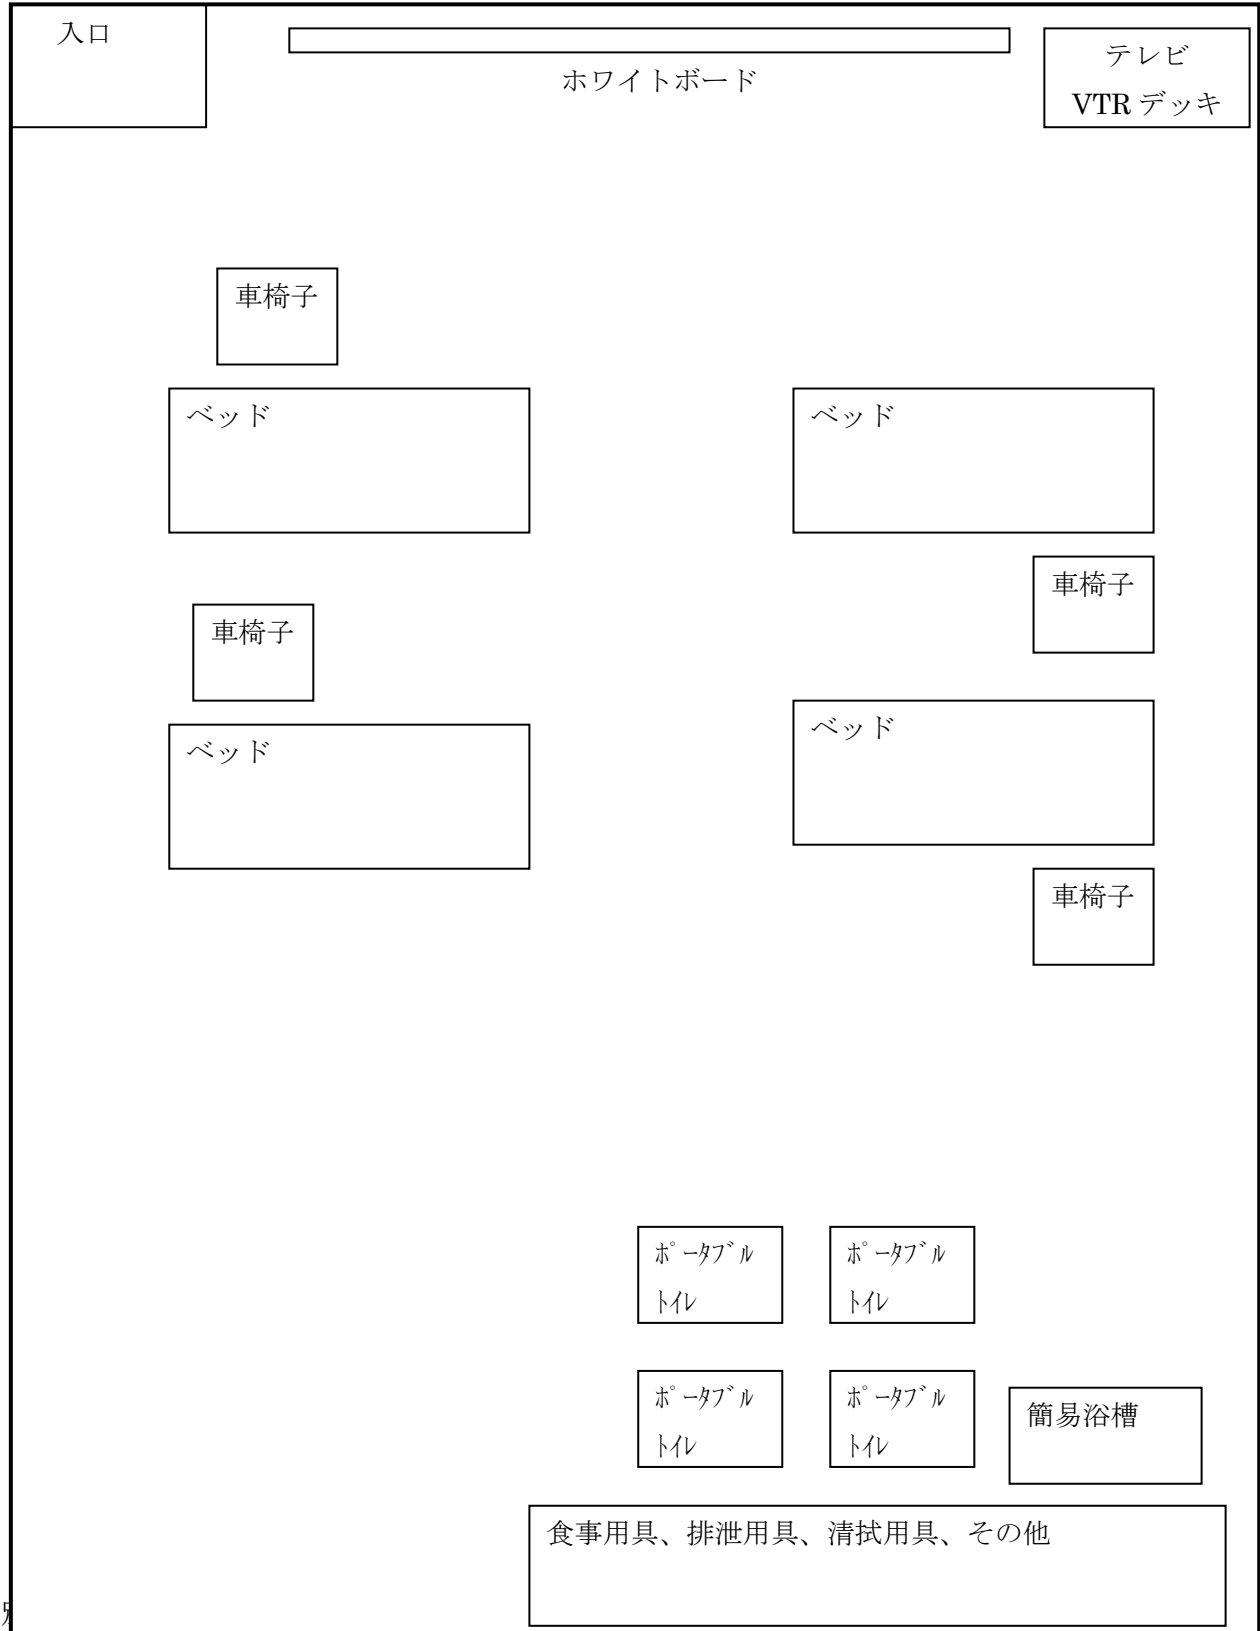 入口
ホワイトボード
テレビ
VTR デッキ
車椅子
ベッド
ベッド
車椅子
車椅子
ベッド
ベッド
車椅子
ﾎﾟｰﾀﾌﾞﾙ
ﾄｲﾚ
ﾎﾟｰﾀﾌﾞﾙ
ﾄｲﾚ
ﾎﾟｰﾀﾌﾞﾙ
ﾄｲﾚ
ﾎﾟｰﾀﾌﾞﾙ
ﾄｲﾚ
簡易浴槽
食事用具、排泄用具、清拭用具、その他